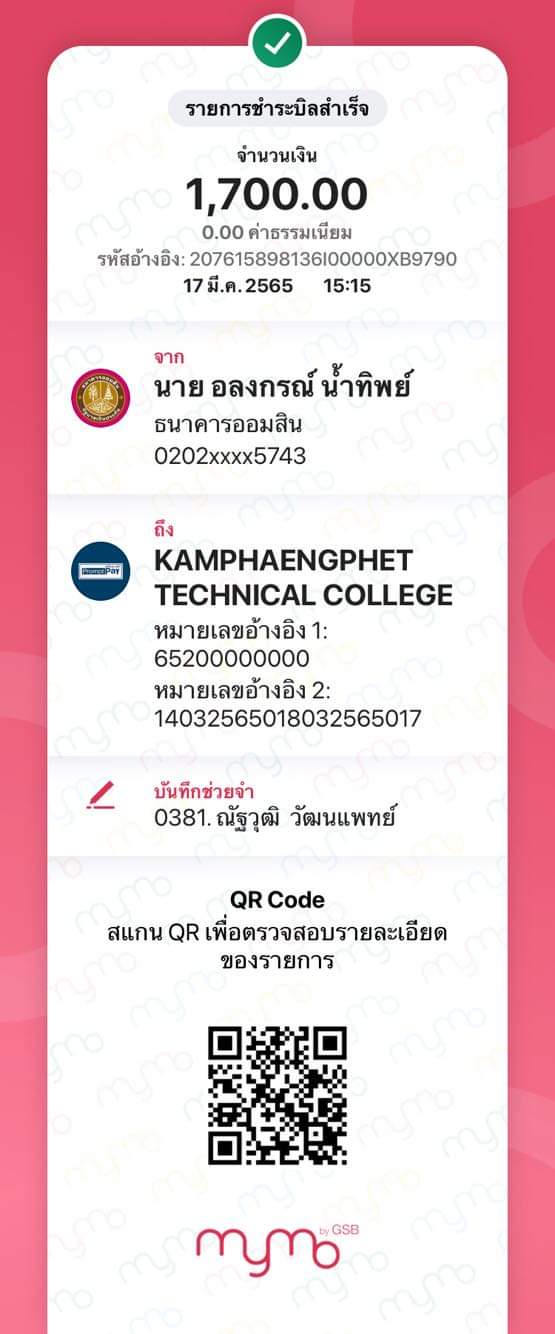 รายการชำระบิลสำเร็จ
จำนวนเงิน
1,700.00
0.00 ค่าธรรมเนียม
รหัสอ้างอิง: 207615898136I00000XB9790
17 มี.ค. 2565 15:15
จาก
นาย อลงกรณ์ น้ำทิพย์
ธนาคารออมสิน
0202xxxx5743
ถึง
PromptPay
KAMPHAENGPHET
TECHNICAL COLLEGE
หมายเลขอ้างอิง 1:
65200000000
หมายเลขอ้างอิง 2:
14032565018032565017
บันทึกช่วยจำ
0381. ณัฐวุฒิ วัฒนแพทย์
QR Code
สแกน QR เพื่อตรวจสอบรายละเอียด
ของรายการ
mymo by GSB